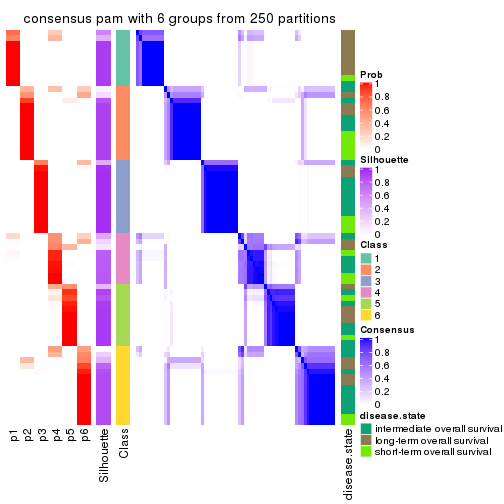 consensus pam with 6 groups from 250 partitions
Prob
1
0.8
0.6
0.4
0.2
0
Silhouette
1
0.8
0.6
0.4
0.2
0
Class
1
2
3
4
5
6
Consensus
1
0.8
0.6
0.4
0.2
0
disease.state
intermediate overall survival
long-term overall survival
short-term overall survival
p1
p2
p3
p4
p5
p6
Silhouette
Class
disease.state